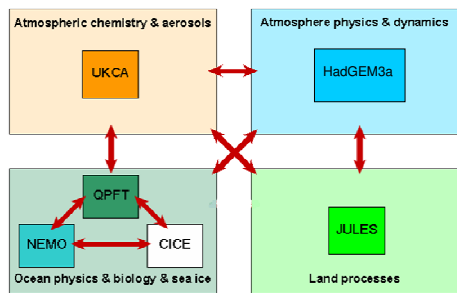 Atmospheric chemistry & aerosols
Atmosphere physics & dynamics
UKCA
HadGEM3a
QPFT
NEMO
CICE
JULES
Ocean physics & biology & sea ice
Land processes